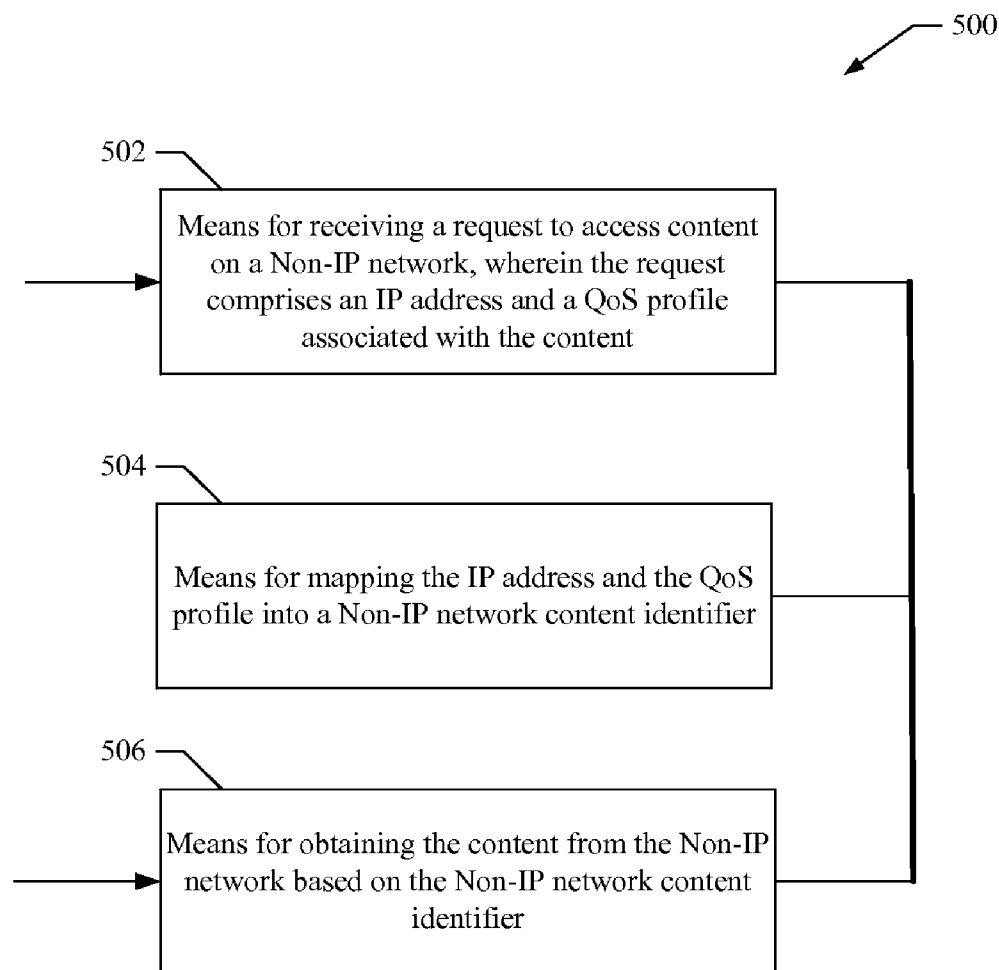 500
502
Means for receiving a request to access content
on a Non-IP network, wherein the request
comprises an IP address and a QoS profile
associated with the content
504
Means for mapping the IP address and the QoS
profile into a Non-IP network content identifier
506
Means for obtaining the content from the Non-IP
network based on the Non-IP network content
identifier